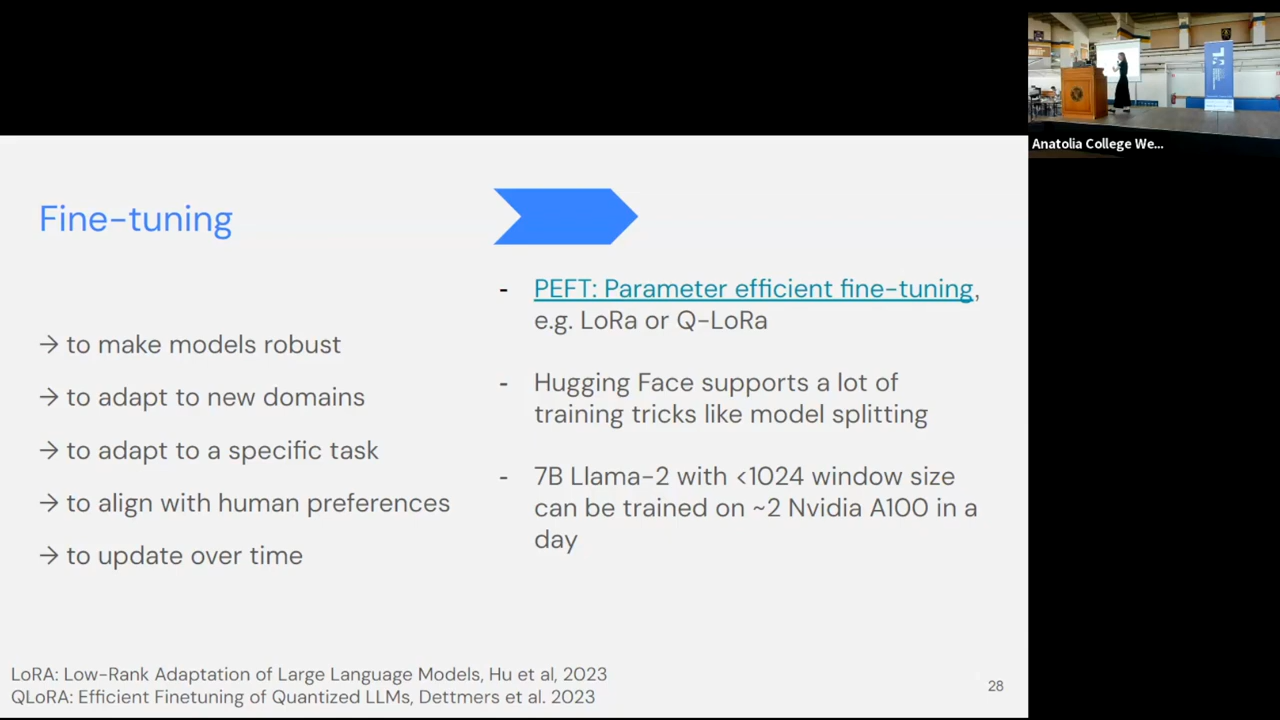 Anatolia College We...
Fine-tuning
→ to make models robust
→ to adapt to new domains
→ to adapt to a specific task
→ to align with human preferences
→ to update over time
- PEFT: Parameter efficient fine-tuning,
e.g. LoRa or Q-LoRa
- Hugging Face supports a lot of
training tricks like model splitting
- 7B Llama-2 with <1024 window size
can be trained on ~2 Nvidia A100 in a
day
LoRA: Low-Rank Adaptation of Large Language Models, Hu et al, 2023
QLoRA: Efficient Finetuning of Quantized LLMs, Dettmers et al. 2023
28